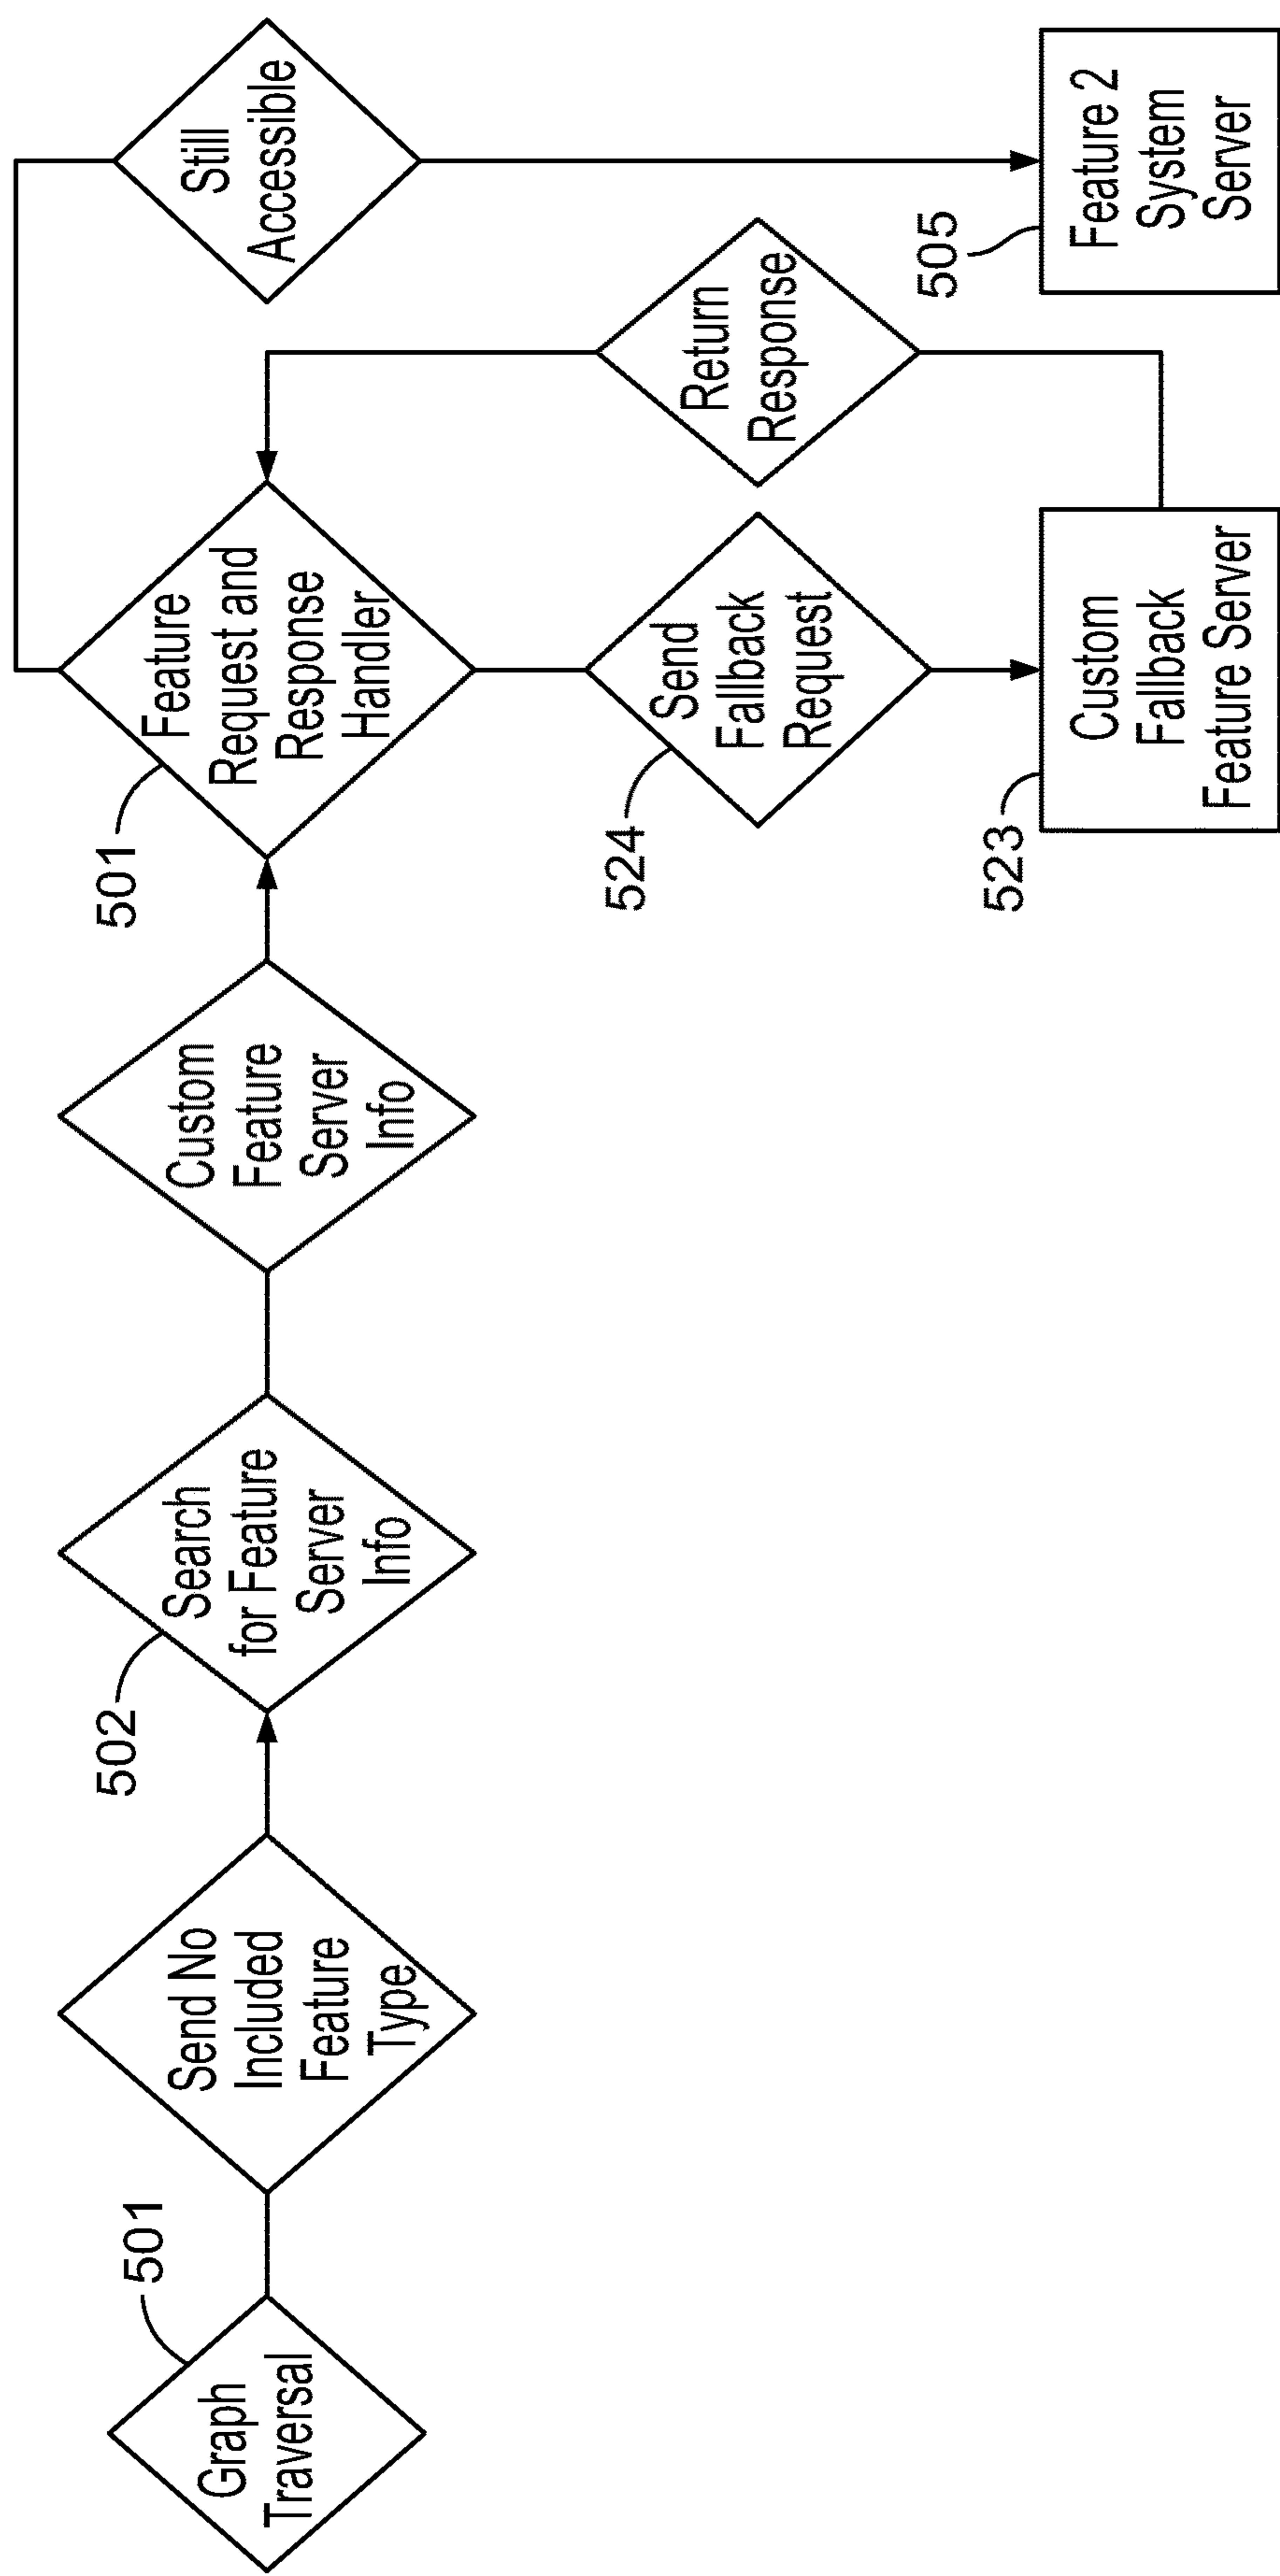 Graph
Traversal
501
Send No
Included
Feature
Type
Search
for Feature
Server
Info
502
Custom
Feature
Server
Info
Feature
Request and
Response
Handler
501
Still
Accessible
Send
Fallback
Request
524
Return
Response
Custom
Fallback
Feature Server
523
Feature 2
System
Server
505